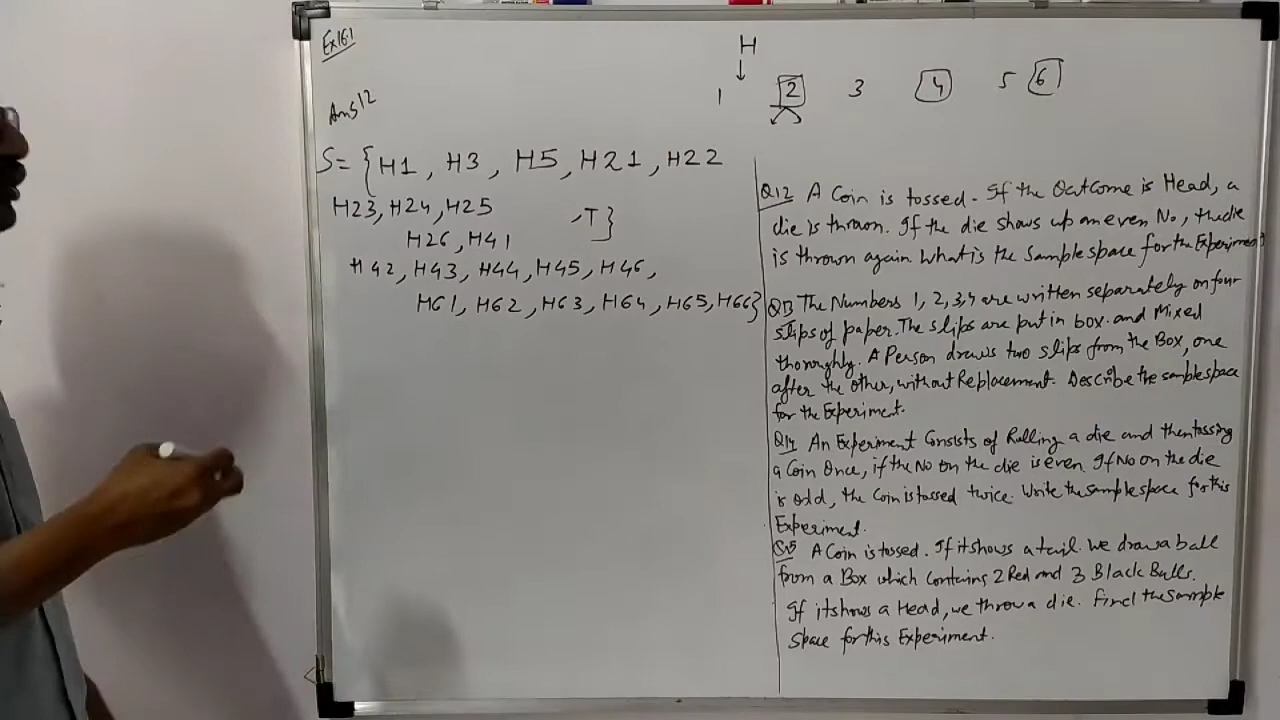 Ex16.1
Ans12
S= {H1, H3, H5, H21, H22
H23, H24, H25
,T}
H26, H41
H42, H43, H44, H45, H46,
H61, H62, H63, H64, H65, H66}
H
1 2 3 4 5 6
Q12 A Coin is tossed. If the Outcome is Head, a
die is thrown. If the die shows up an even No, the die
is thrown again. What is the Sample space for the Experiment
Q13 The Numbers 1, 2, 3, 4 are written separately on four
slips of paper. The slips are put in box and Mixed
thoroughly. A Person draws two slips from the Box, one
after the other, without Replacement. Describe the sample space
for the Experiment.
Q14 An Experiment Consists of Rolling a die and then tossing
a Coin Once, if the No on the die is even. If No on the die
is odd, the Coin is tossed twice. Write the sample space for this
Experiment.
Q15 A Coin is tossed. If it shows a tail. We draw a ball
from a Box which Contains 2 Red and 3 Black Balls.
If it shows a Head, we throw a die. Find the sample
space for this Experiment.